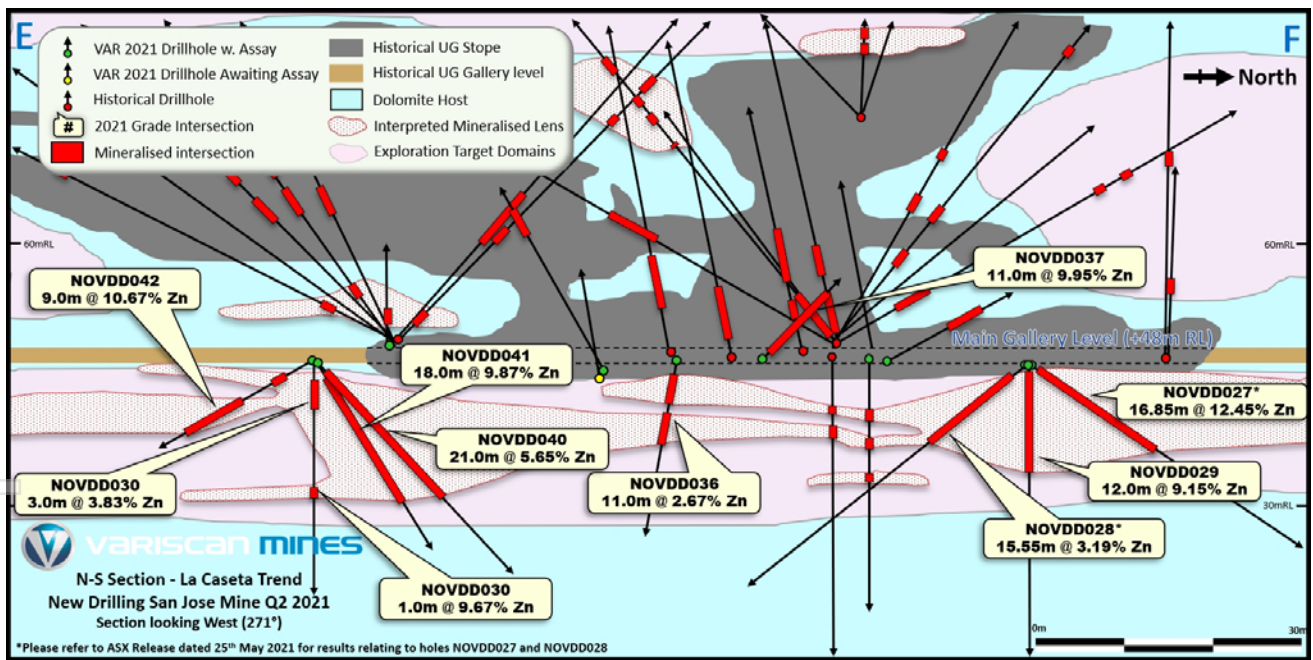 E
F
VAR 2021 Drillhole w. Assay
VAR 2021 Drillhole Awaiting Assay
Historical Drillhole
# 2021 Grade Intersection
Mineralised intersection
Historical UG Stope
Historical UG Gallery level
Dolomite Host
Interpreted Mineralised Lens
Exploration Target Domains
North
60mRL
60mRL
NOVDD042
9.0m @ 10.67% Zn
NOVDD037
11.0m @ 9.95% Zn
Main Gallery Level (+48m RL)
NOVDD041
18.0m @ 9.87% Zn
NOVDD027*
16.85m @ 12.45% Zn
NOVDD040
21.0m @ 5.65% Zn
NOVDD030
3.0m @ 3.83% Zn
NOVDD036
11.0m @ 2.67% Zn
NOVDD029
12.0m @ 9.15% Zn
30mRL
30mRL
NOVDD028*
15.55m @ 3.19% Zn
VARISCAN MINES
N-S Section - La Caseta Trend
New Drilling San Jose Mine Q2 2021
Section looking West (271°)
NOVDD030
1.0m @ 9.67% Zn
0m
30m
*Please refer to ASX Release dated 25th May 2021 for results relating to holes NOVDD027 and NOVDD028